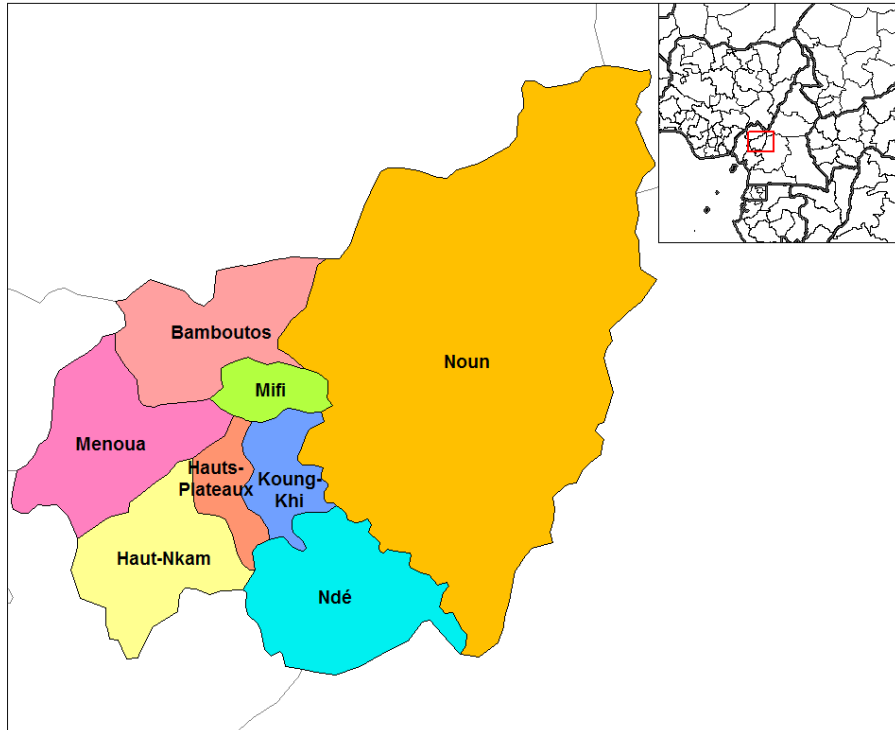 Bamboutos
Noun
Mifi
Menoua
Hauts-
Plateaux
Koung-
Khi
Haut-Nkam
Ndé